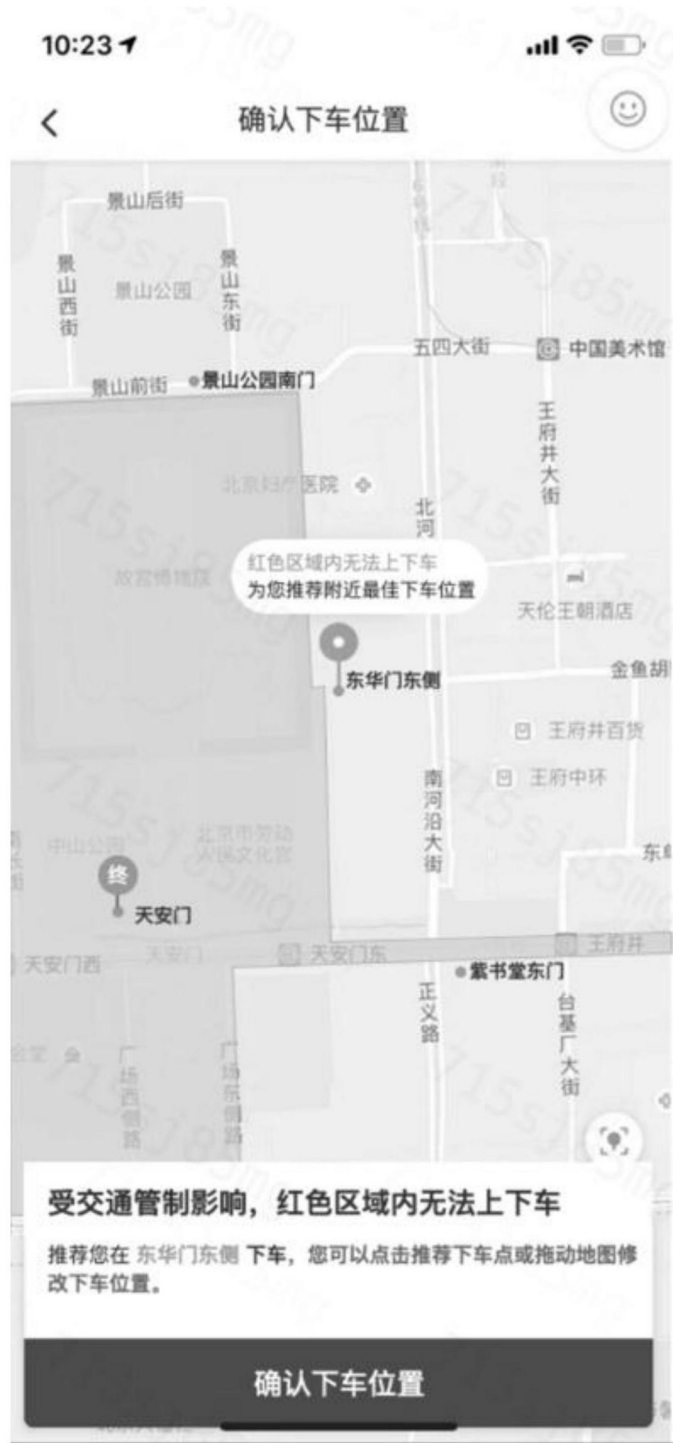 10:23
确认下车位置
景山后街
景山西街
景山公园
景山东街
五四大街
中国美术馆
景山前街
景山公园南门
王府井大街
北京妇产医院
北河
红色区域内无法上下车
为您推荐附近最佳下车位置
故宫博物院
天伦王朝酒店
东华门东侧
金鱼胡
王府井百货
王府中环
南河沿大街
中山公园
北京市劳动
人民文化宫
终
天安门
天安门西
天安门
天安门东
王府井
紫书堂东门
正义路
台基厂大街
广场西侧路
广场东侧路
受交通管制影响，红色区域内无法上下车
推荐您在 东华门东侧 下车，您可以点击推荐下车点或拖动地图修
改下车位置。
确认下车位置
715sj85mg